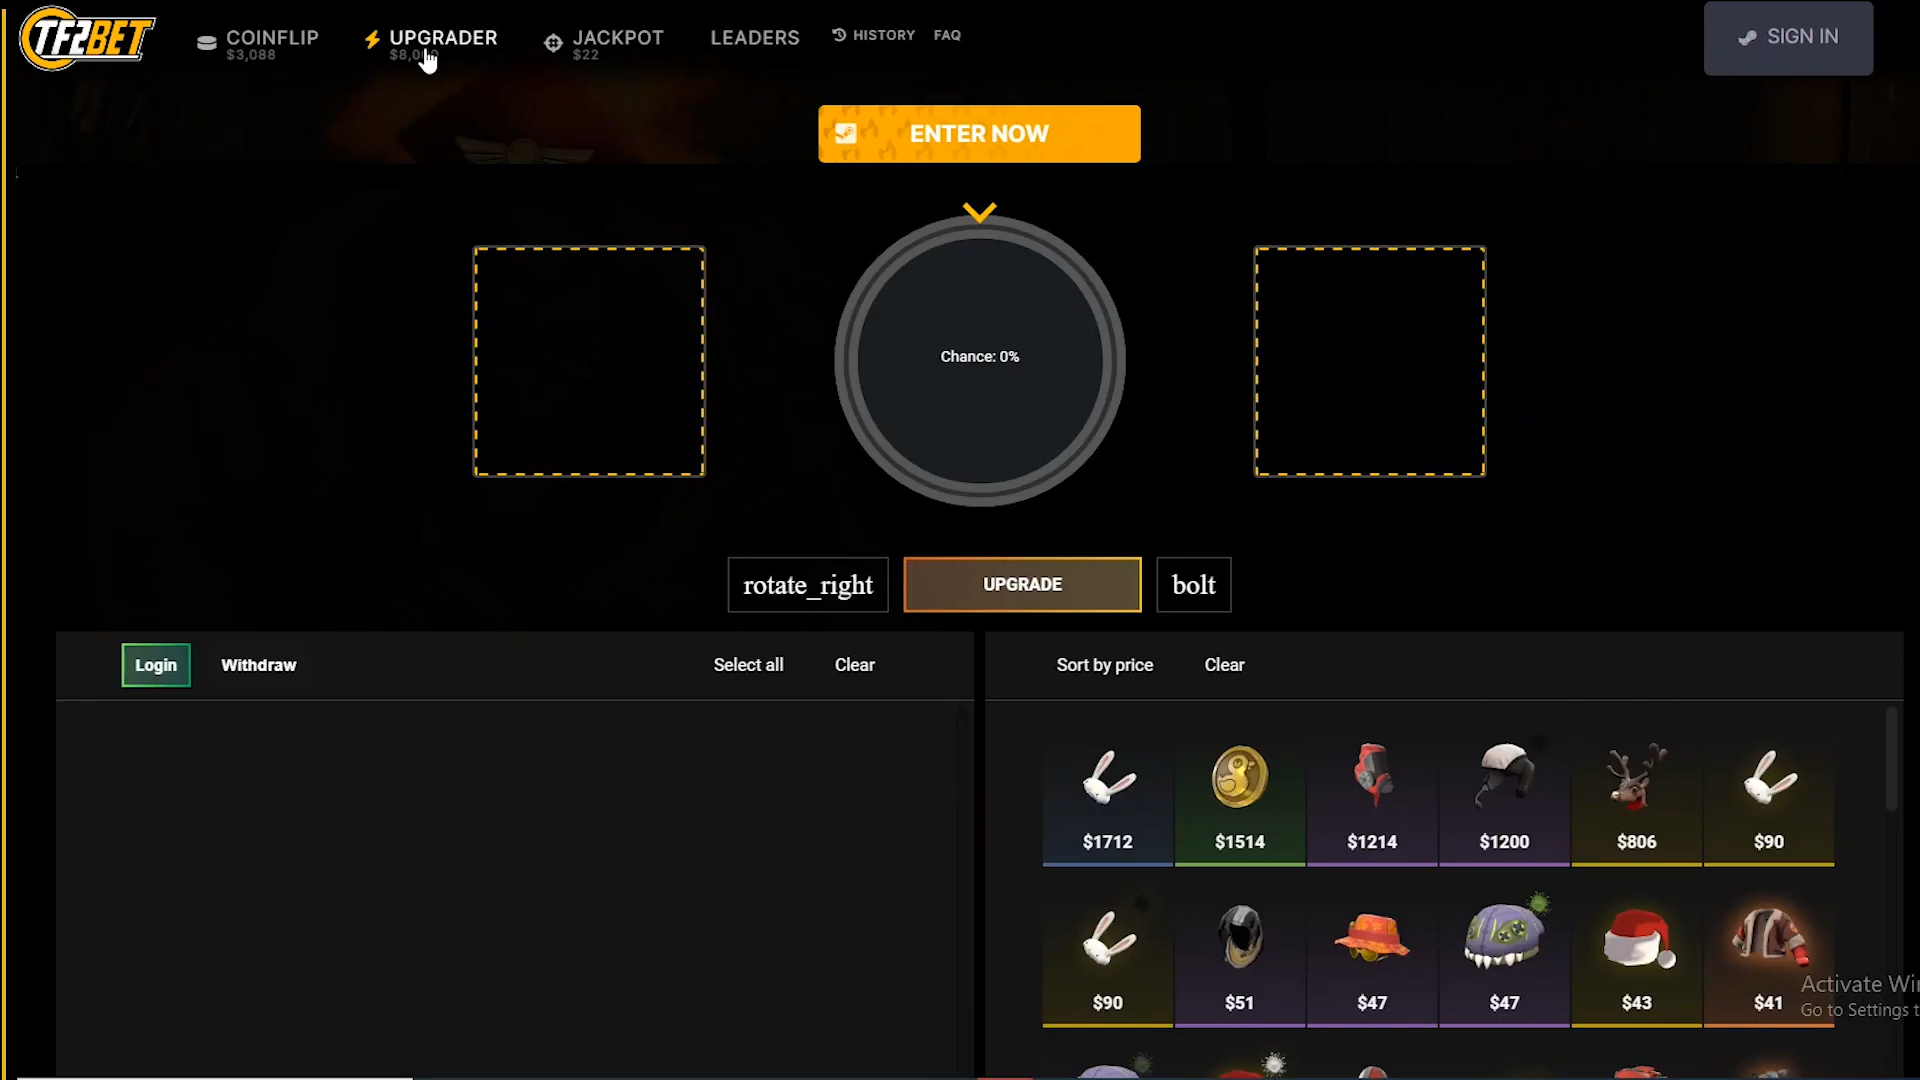 TF2BET
COINFLIP
$3,088
UPGRADER
JACKPOT
$22
LEADERS
HISTORY
FAQ
SIGN IN
ENTER NOW
Chance: 0%
rotate_right
UPGRADE
bolt
Login
Withdraw
Select all
Clear
Sort by price
Clear
$1712
$1514
$1214
$1200
$806
$90
$90
$51
$47
$47
$43
$41
Activate Wi
Go to Settings t